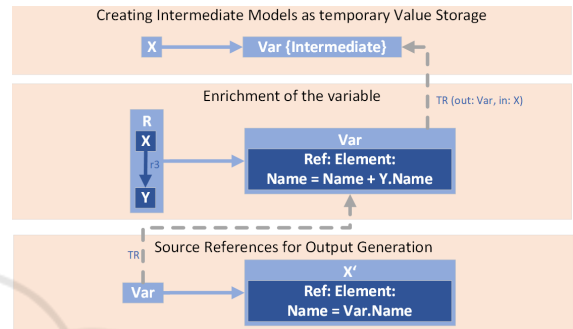 Creating Intermediate Models as temporary Value Storage
X
Var {Intermediate}
Enrichment of the variable
TR (out: Var, in: X)
R
X
r3
Y
Var
Ref: Element:
Name = Name + Y.Name
Source References for Output Generation
TR
Var
X‘
Ref: Element:
Name = Var.Name